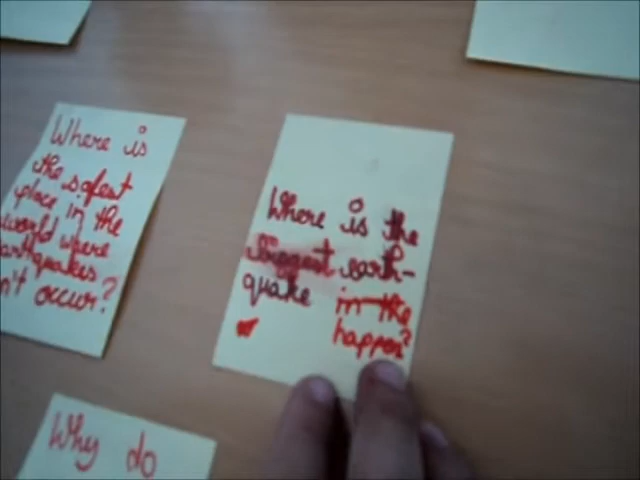 Where is
the safest
place in the
world where
earthquakes
n't occur?
Where is the
biggest earth-
quake in the
happen?
Why do